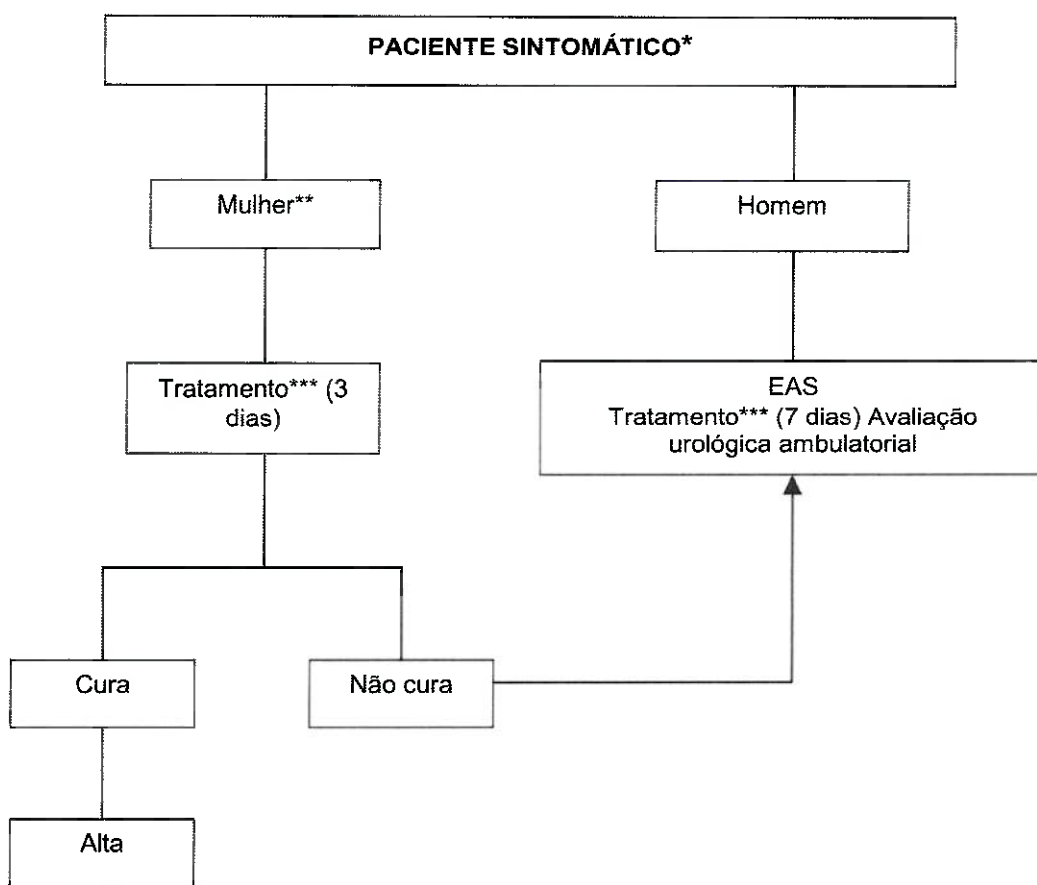 PACIENTE SINTOMÁTICO*
Mulher**
Homem
Tratamento*** (3
dias)
EAS
Tratamento*** (7 dias) Avaliação
urológica ambulatorial
Cura
Não cura
Alta